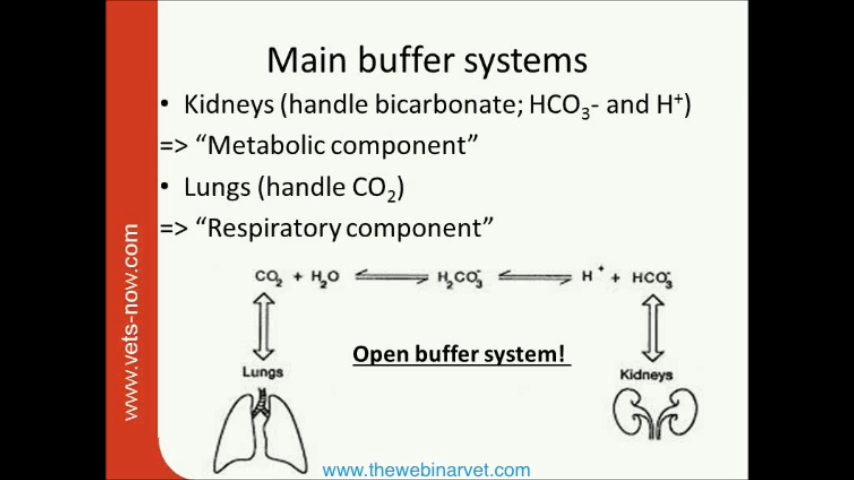 Main buffer systems
• Kidneys (handle bicarbonate; HCO₃- and H⁺)
=> “Metabolic component”
• Lungs (handle CO₂)
=> “Respiratory component”
CO₂ + H₂O ⇌ H₂CO₃⁻ ⇌ H⁺ + HCO₃⁻
Open buffer system!
Lungs
Kidneys
www.vets-now.com
www.thewebinarvet.com